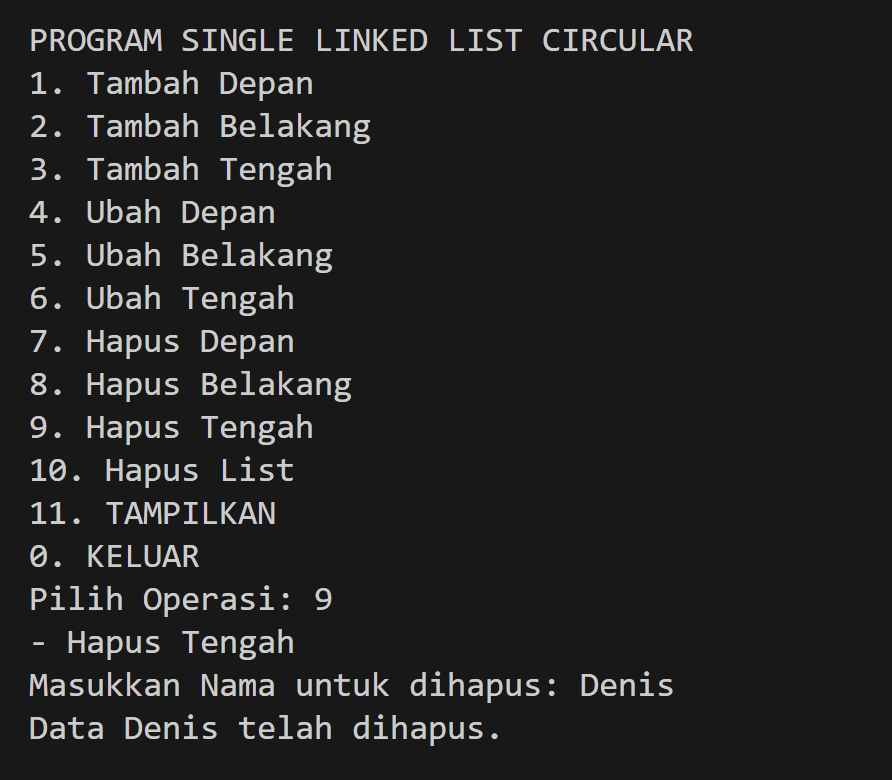 PROGRAM SINGLE LINKED LIST CIRCULAR
1. Tambah Depan
2. Tambah Belakang
3. Tambah Tengah
4. Ubah Depan
5. Ubah Belakang
6. Ubah Tengah
7. Hapus Depan
8. Hapus Belakang
9. Hapus Tengah
10. Hapus List
11. TAMPILKAN
0. KELUAR
Pilih Operasi: 9
- Hapus Tengah
Masukkan Nama untuk dihapus: Denis
Data Denis telah dihapus.